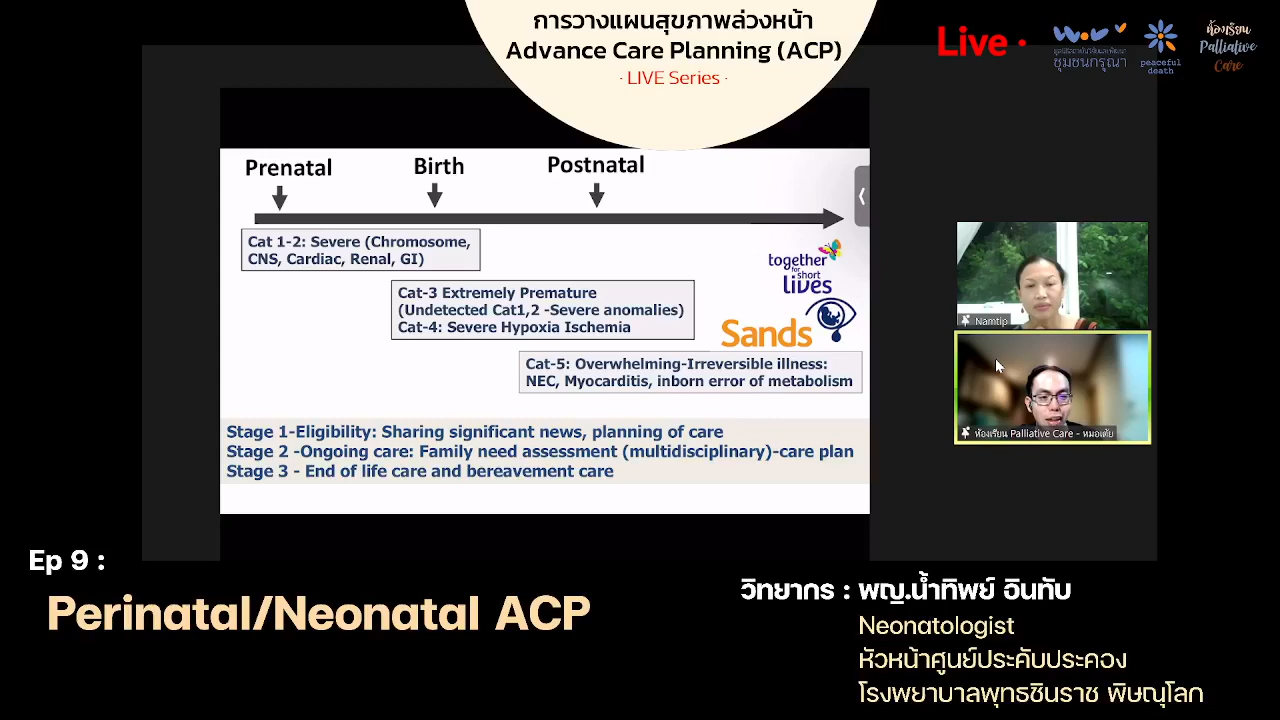 การวางแผนสุขภาพล่วงหน้า
Advance Care Planning (ACP)
· LIVE Series ·
Live ·
ชุมชนกรุณา
peaceful
death
ห้องเรียน
Palliative
Care
Prenatal
Birth
Postnatal
Cat 1-2: Severe (Chromosome,
CNS, Cardiac, Renal, GI)
Cat-3 Extremely Premature
(Undetected Cat1,2 -Severe anomalies)
Cat-4: Severe Hypoxia Ischemia
together
for short
lives
Sands
Cat-5: Overwhelming-Irreversible illness:
NEC, Myocarditis, inborn error of metabolism
Stage 1-Eligibility: Sharing significant news, planning of care
Stage 2 -Ongoing care: Family need assessment (multidisciplinary)-care plan
Stage 3 - End of life care and bereavement care
Namtip
ห้องเรียน Palliative Care - หมอเต้ย
Ep 9 :
Perinatal/Neonatal ACP
วิทยากร : พญ.น้ำทิพย์ อินทับ
Neonatologist
หัวหน้าศูนย์ประคับประคอง
โรงพยาบาลพุทธชินราช พิษณุโลก